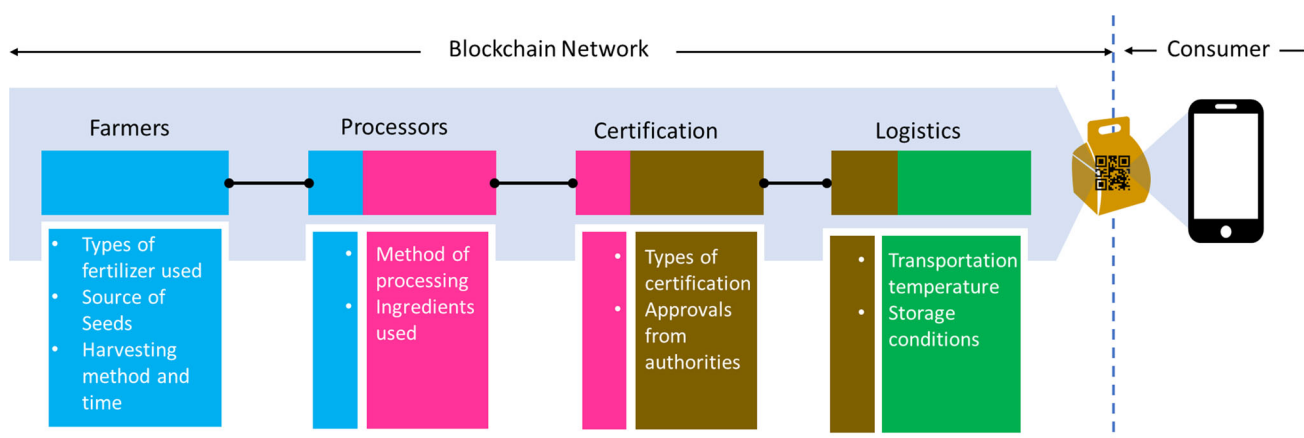 Blockchain Network
Consumer
Farmers
Processors
Certification
Logistics
• Types of
fertilizer used
• Source of
Seeds
• Harvesting
method and
time
• Method of
processing
• Ingredients
used
• Types of
certification
• Approvals
from
authorities
• Transportation
temperature
• Storage
conditions